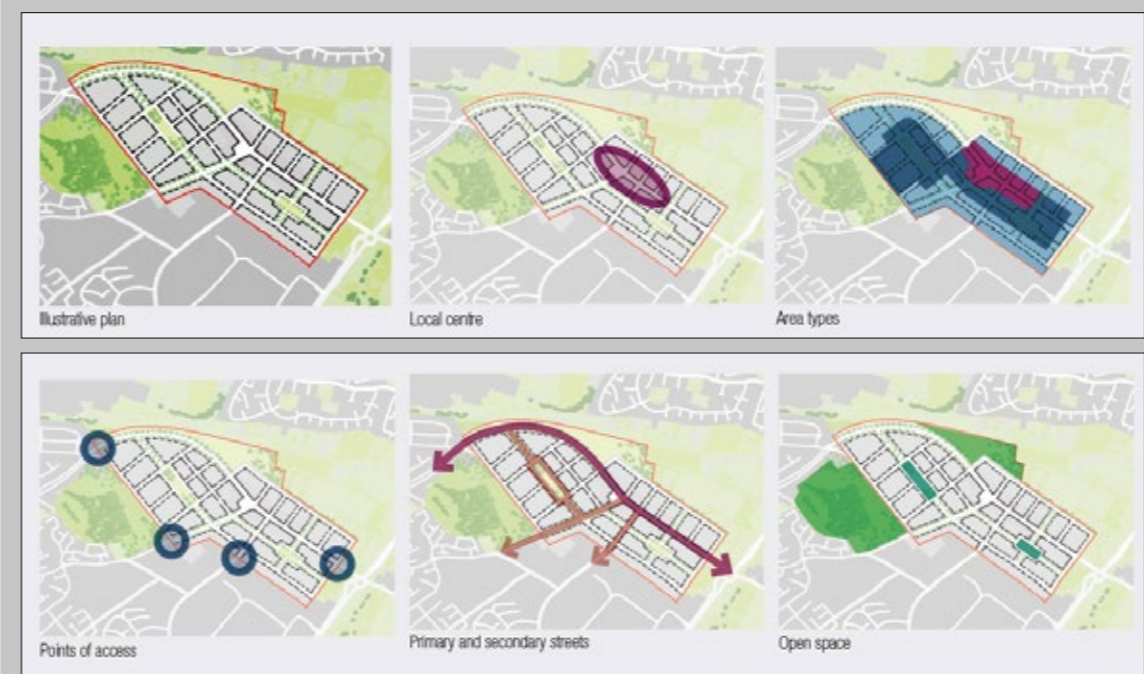 Illustrative plan
Local centre
Area types
Points of access
Primary and secondary streets
Open space